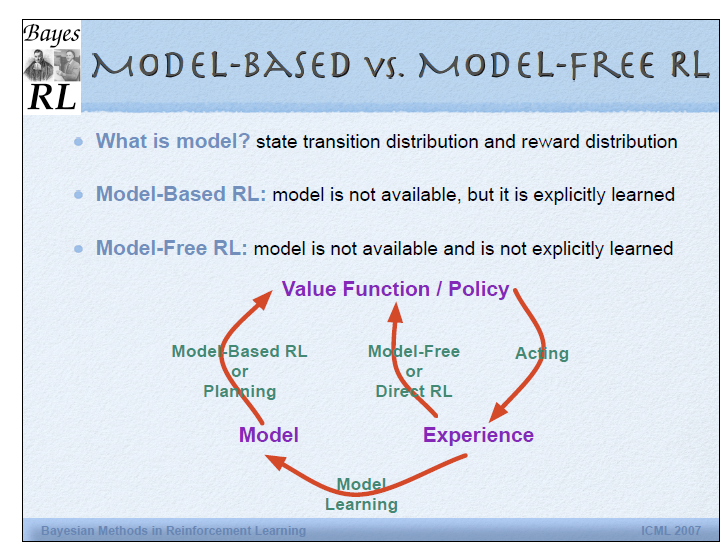 Bayes
RL
MODEL-BASED VS. MODEL-FREE RL
What is model? state transition distribution and reward distribution
Model-Based RL: model is not available, but it is explicitly learned
Model-Free RL: model is not available and is not explicitly learned
Value Function / Policy
Model-Based RL
or
Planning
Model-Free
or
Direct RL
Acting
Model
Experience
Model
Learning
Bayesian Methods in Reinforcement Learning
ICML 2007